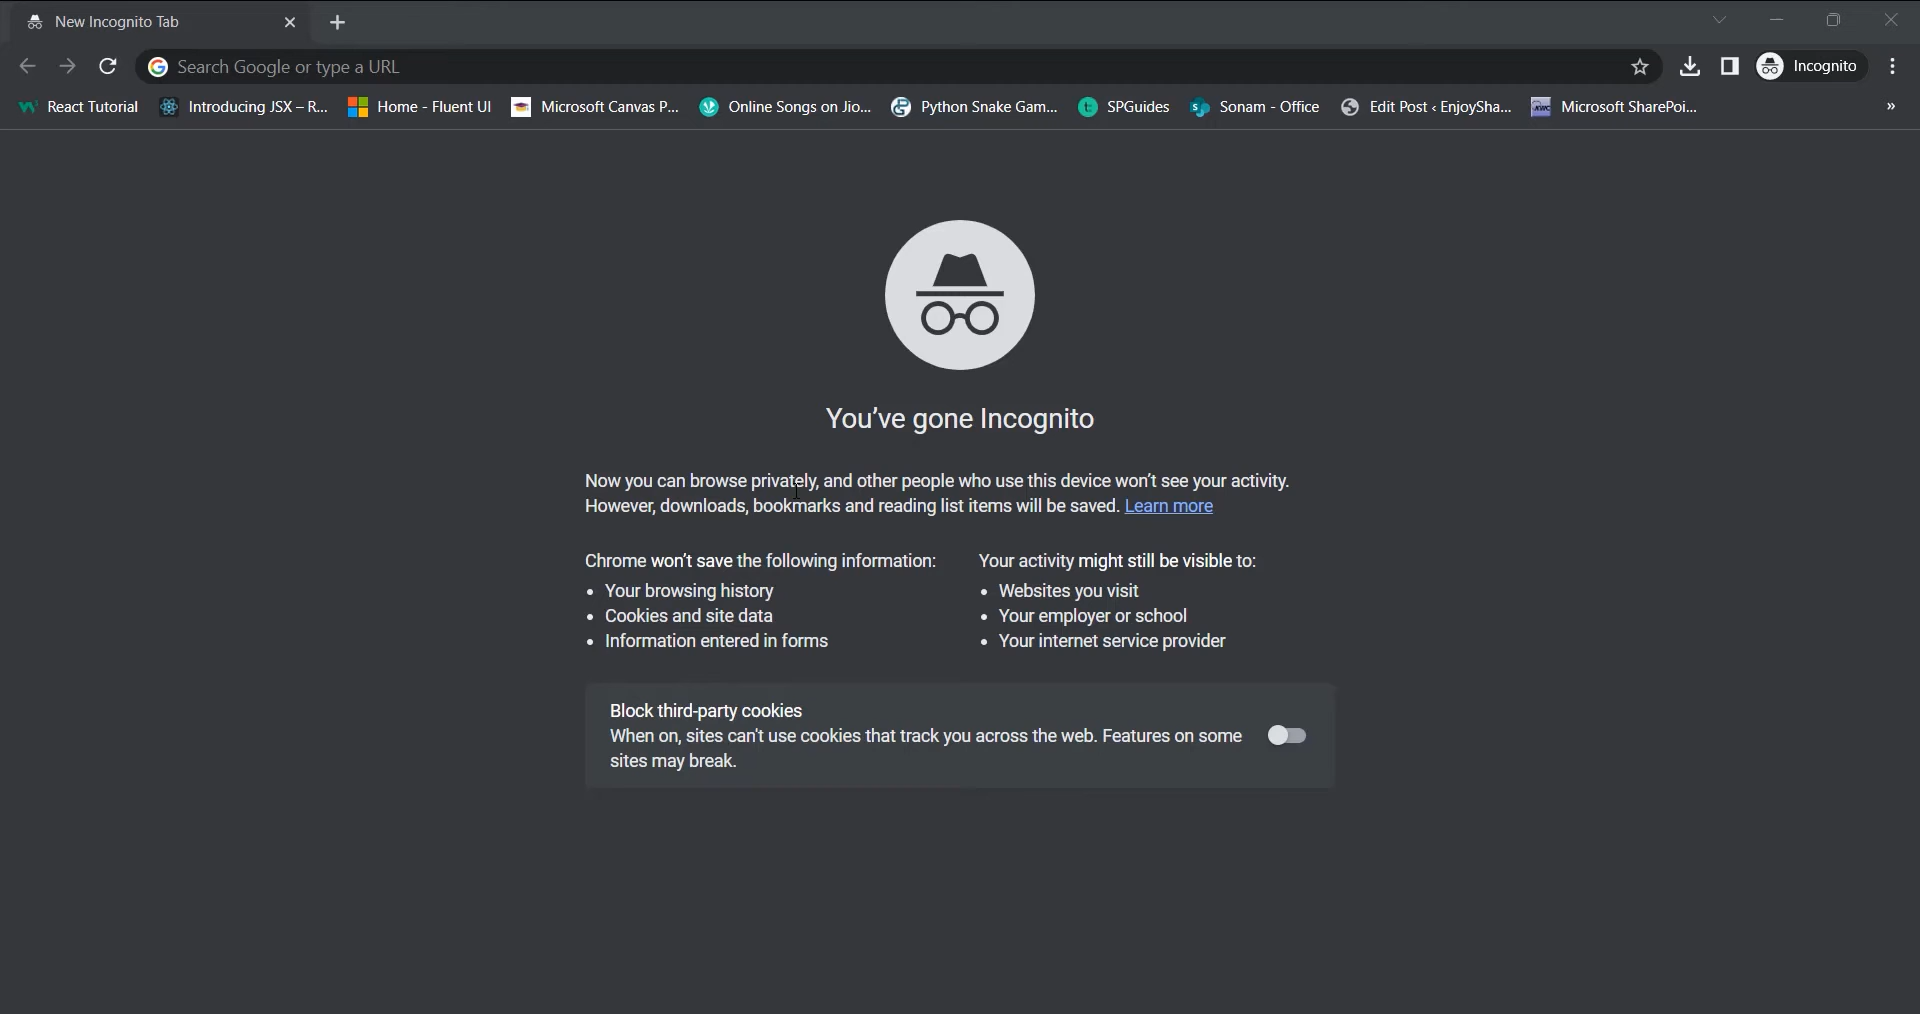 New Incognito Tab
Search Google or type a URL
Incognito
React Tutorial Introducing JSX – R... Home - Fluent UI Microsoft Canvas P... Online Songs on Jio... Python Snake Gam... SPGuides Sonam - Office Edit Post ‹ EnjoySha... Microsoft SharePoi... »
You've gone Incognito
Now you can browse privately, and other people who use this device won't see your activity.
However, downloads, bookmarks and reading list items will be saved. Learn more
Chrome won't save the following information:
• Your browsing history
• Cookies and site data
• Information entered in forms
Your activity might still be visible to:
• Websites you visit
• Your employer or school
• Your internet service provider
Block third-party cookies
When on, sites can't use cookies that track you across the web. Features on some
sites may break.